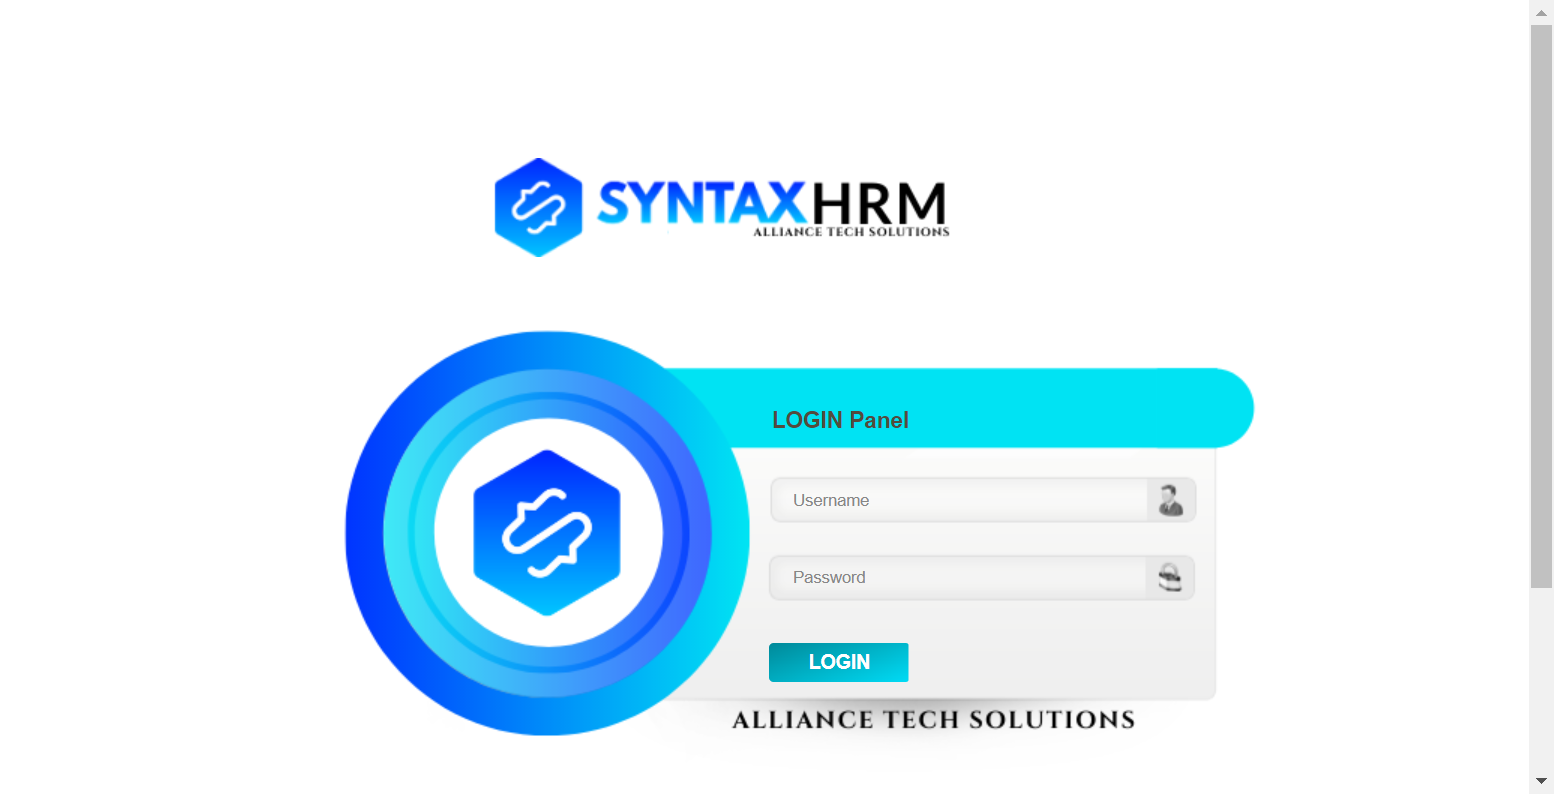 SYNTAXHRM
ALLIANCE TECH SOLUTIONS
LOGIN Panel
Username
Password
LOGIN
ALLIANCE TECH SOLUTIONS